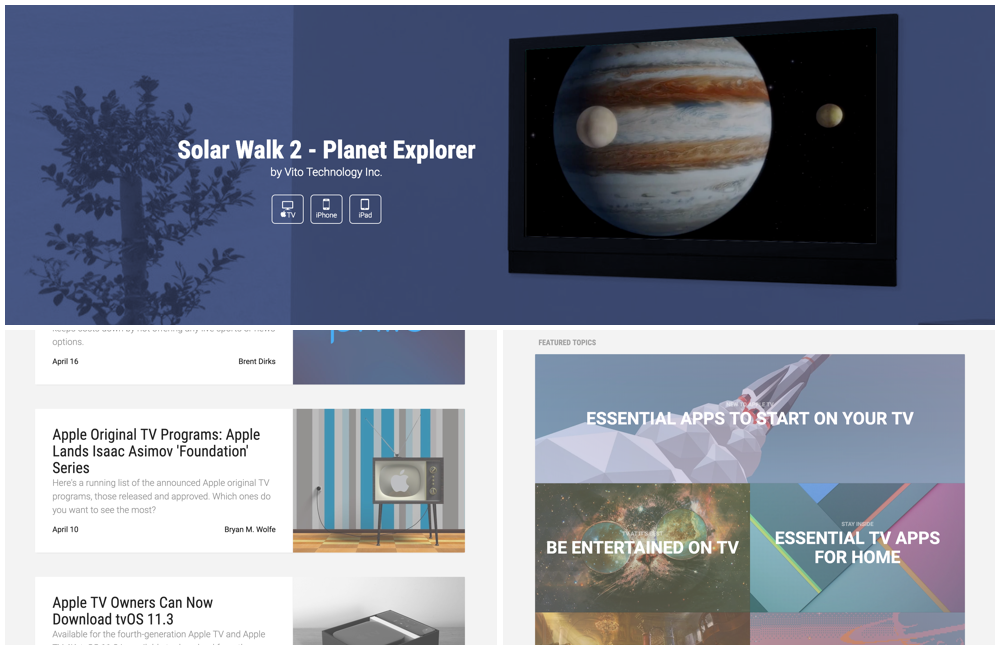 Solar Walk 2 - Planet Explorer
by Vito Technology Inc.
TV
iPhone
iPad
options.
April 16
Brent Dirks
Apple Original TV Programs: Apple
Lands Isaac Asimov 'Foundation'
Series
Here's a running list of the announced Apple original TV
programs, those released and approved. Which ones do
you want to see the most?
April 10
Bryan M. Wolfe
Apple TV Owners Can Now
Download tvOS 11.3
Available for the fourth-generation Apple TV and Apple
FEATURED TOPICS
ESSENTIAL APPS TO START ON YOUR TV
BE ENTERTAINED ON TV
STAY INSIDE
ESSENTIAL TV APPS
FOR HOME